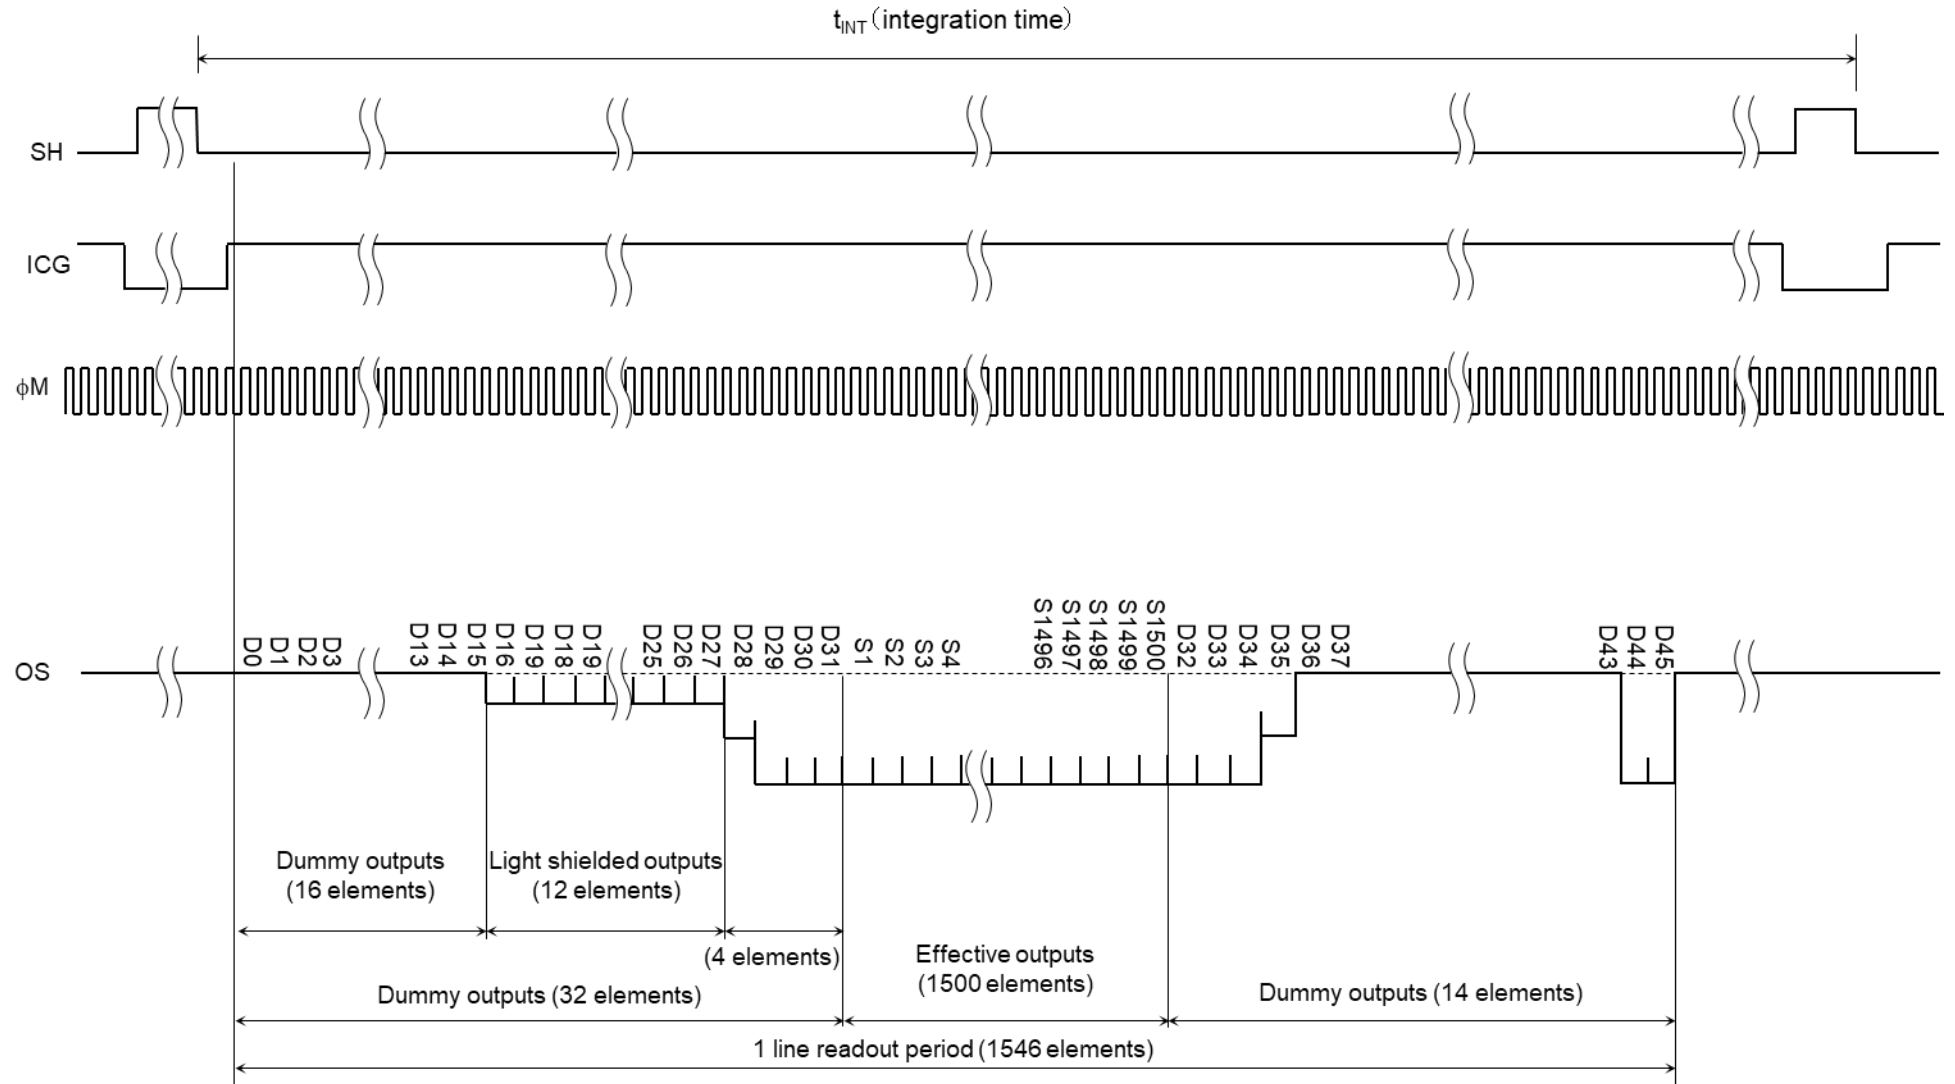 tINT (integration time)
SH
ICG
ϕM
D0 D1 D2 D3 D13 D14 D15 D16 D19 D18 D19 D25 D26 D27 D28 D29 D30 D31 S1 S2 S3 S4 S1496 S1497 S1498 S1499 S1500 D32 D33 D34 D35 D36 D37 D43 D44 D45
OS
Dummy outputs
(16 elements)
Light shielded outputs
(12 elements)
(4 elements)
Effective outputs
(1500 elements)
Dummy outputs (32 elements)
Dummy outputs (14 elements)
1 line readout period (1546 elements)